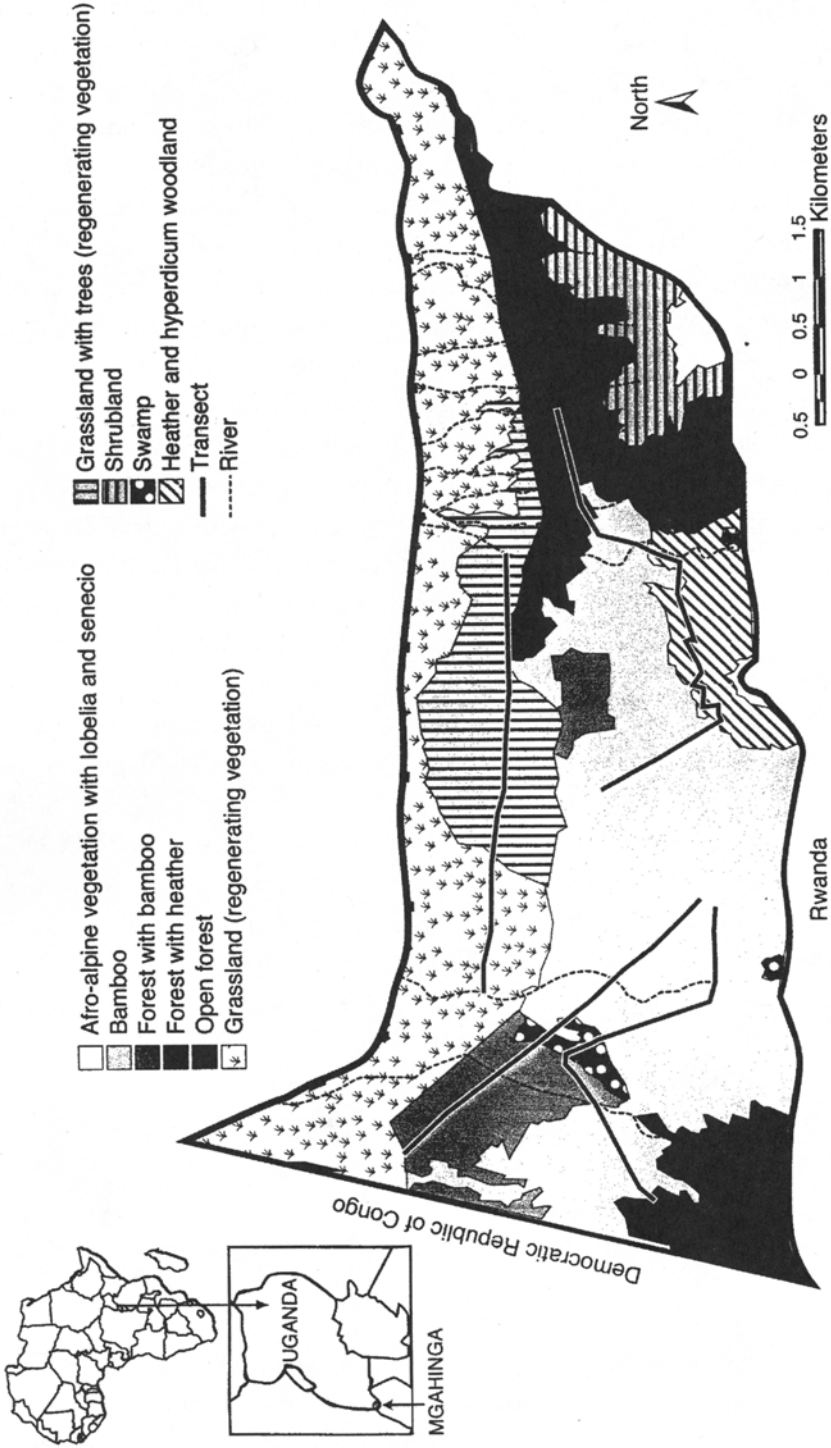 Afro-alpine vegetation with lobelia and senecio
Bamboo
Forest with bamboo
Forest with heather
Open forest
Grassland (regenerating vegetation)
Grassland with trees (regenerating vegetation)
Shrubland
Swamp
Heather and hyperdicum woodland
Transect
River
UGANDA
MGAHINGA
Democratic Republic of Congo
Rwanda
North
0.5 0 0.5 1 1.5 Kilometers